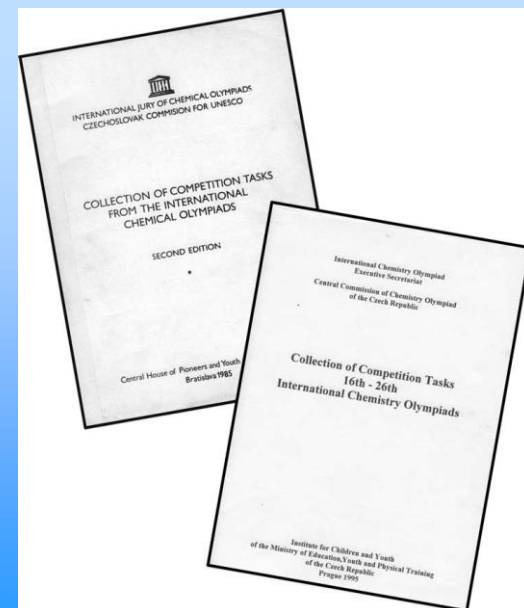 INTERNATIONAL JURY OF CHEMICAL OLYMPIADS
CZECHOSLOVAK COMMISION FOR UNESCO
COLLECTION OF COMPETITION TASKS
FROM THE INTERNATIONAL
CHEMICAL OLYMPIADS
SECOND EDITION
Central House of Pioneers and Youth
Bratislava 1985
International Chemistry Olympiad
Executive Secretariat
Central Commission of Chemistry Olympiad
of the Czech Republic
Collection of Competition Tasks
16th - 26th
International Chemistry Olympiads
Institute for Children and Youth
of the Ministry of Education,Youth and Physical Training
of the Czech Republic
Prague 1995